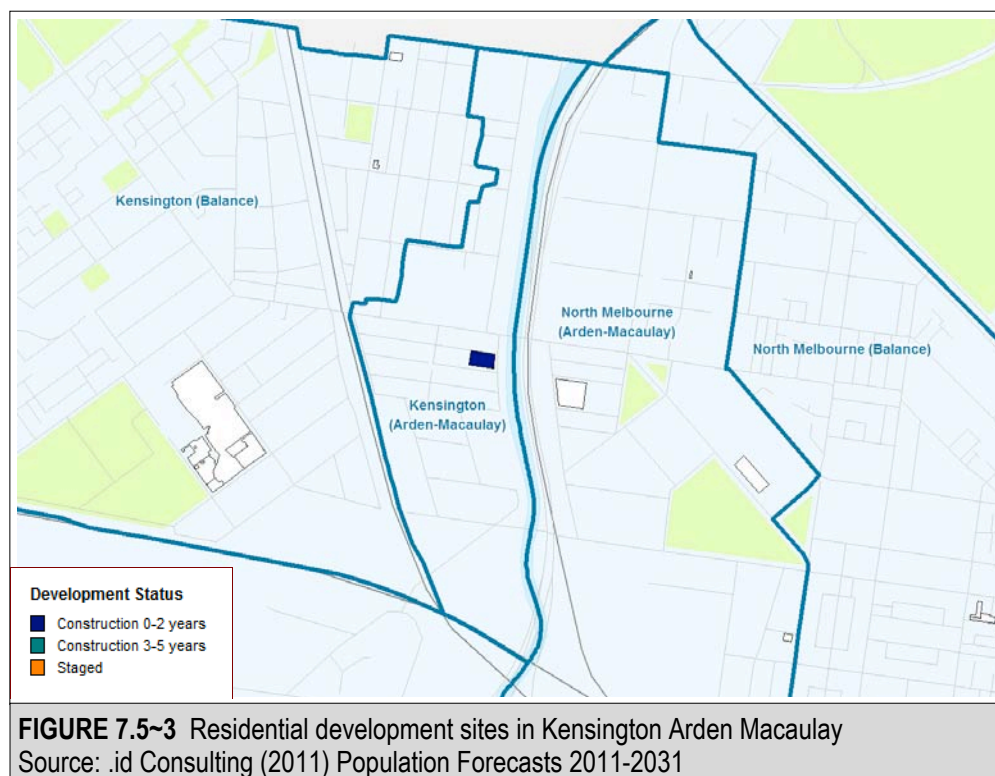 Kensington (Balance)
North Melbourne
(Arden-Macaulay)
North Melbourne (Balance)
Kensington
(Arden-Macaulay)
Development Status
Construction 0-2 years
Construction 3-5 years
Staged
FIGURE 7.5~3 Residential development sites in Kensington Arden Macaulay
Source: .id Consulting (2011) Population Forecasts 2011-2031